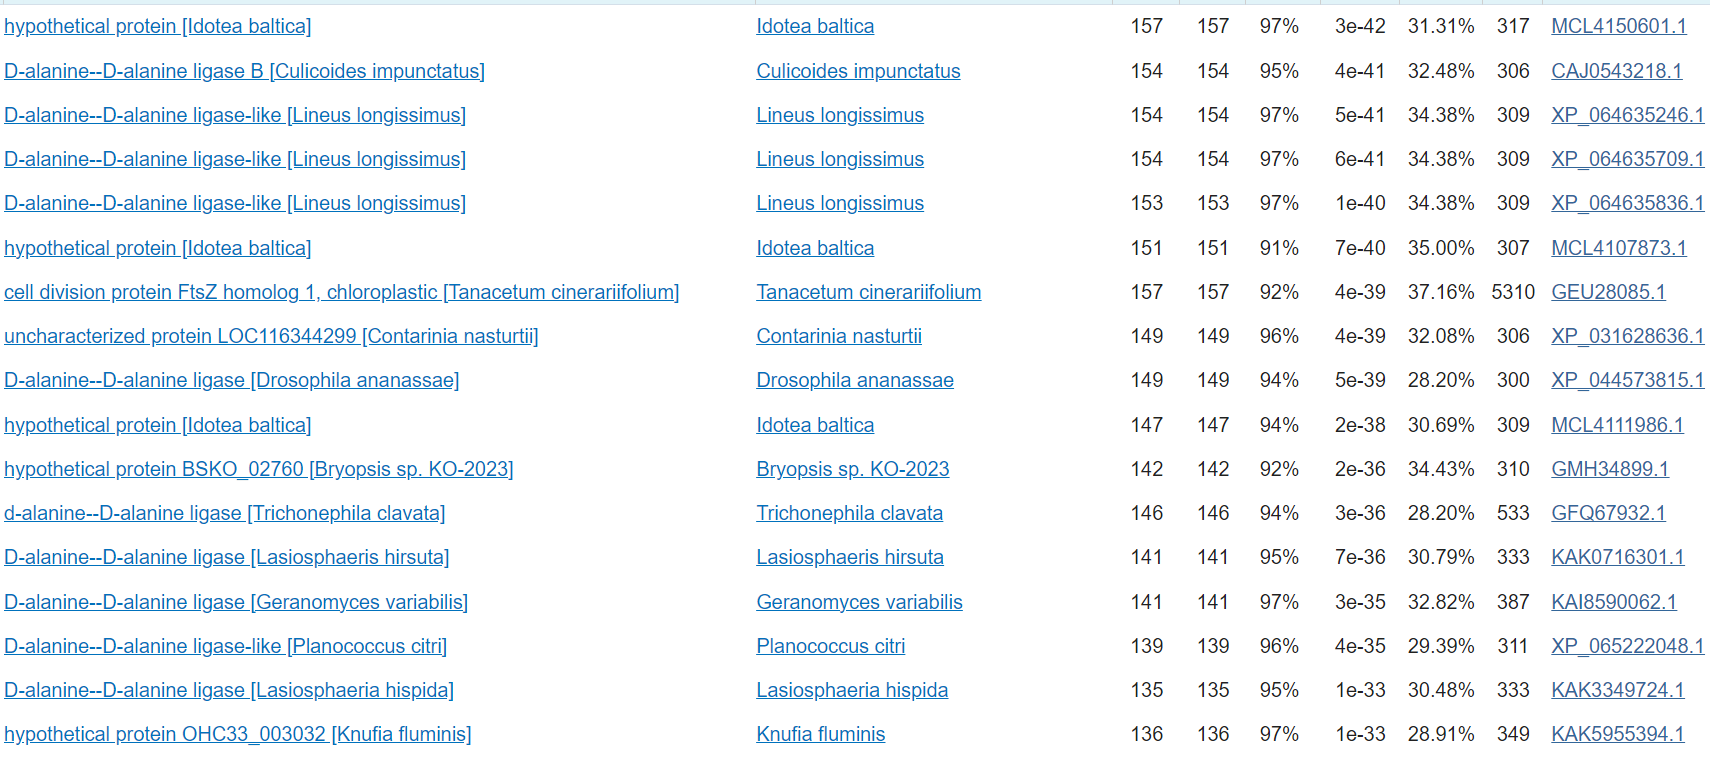 hypothetical protein [Idotea baltica] Idotea baltica 157 157 97% 3e-42 31.31% 317 MCL4150601.1
D-alanine--D-alanine ligase B [Culicoides impunctatus] Culicoides impunctatus 154 154 95% 4e-41 32.48% 306 CAJ0543218.1
D-alanine--D-alanine ligase-like [Lineus longissimus] Lineus longissimus 154 154 97% 5e-41 34.38% 309 XP_064635246.1
D-alanine--D-alanine ligase-like [Lineus longissimus] Lineus longissimus 154 154 97% 6e-41 34.38% 309 XP_064635709.1
D-alanine--D-alanine ligase-like [Lineus longissimus] Lineus longissimus 153 153 97% 1e-40 34.38% 309 XP_064635836.1
hypothetical protein [Idotea baltica] Idotea baltica 151 151 91% 7e-40 35.00% 307 MCL4107873.1
cell division protein FtsZ homolog 1, chloroplastic [Tanacetum cinerariifolium] Tanacetum cinerariifolium 157 157 92% 4e-39 37.16% 5310 GEU28085.1
uncharacterized protein LOC116344299 [Contarinia nasturtii] Contarinia nasturtii 149 149 96% 4e-39 32.08% 306 XP_031628636.1
D-alanine--D-alanine ligase [Drosophila ananassae] Drosophila ananassae 149 149 94% 5e-39 28.20% 300 XP_044573815.1
hypothetical protein [Idotea baltica] Idotea baltica 147 147 94% 2e-38 30.69% 309 MCL4111986.1
hypothetical protein BSKO_02760 [Bryopsis sp. KO-2023] Bryopsis sp. KO-2023 142 142 92% 2e-36 34.43% 310 GMH34899.1
d-alanine--D-alanine ligase [Trichonephila clavata] Trichonephila clavata 146 146 94% 3e-36 28.20% 533 GFQ67932.1
D-alanine--D-alanine ligase [Lasiosphaeris hirsuta] Lasiosphaeris hirsuta 141 141 95% 7e-36 30.79% 333 KAK0716301.1
D-alanine--D-alanine ligase [Geranomyces variabilis] Geranomyces variabilis 141 141 97% 3e-35 32.82% 387 KAI8590062.1
D-alanine--D-alanine ligase-like [Planococcus citri] Planococcus citri 139 139 96% 4e-35 29.39% 311 XP_065222048.1
D-alanine--D-alanine ligase [Lasiosphaeria hispida] Lasiosphaeria hispida 135 135 95% 1e-33 30.48% 333 KAK3349724.1
hypothetical protein OHC33_003032 [Knufia fluminis] Knufia fluminis 136 136 97% 1e-33 28.91% 349 KAK5955394.1